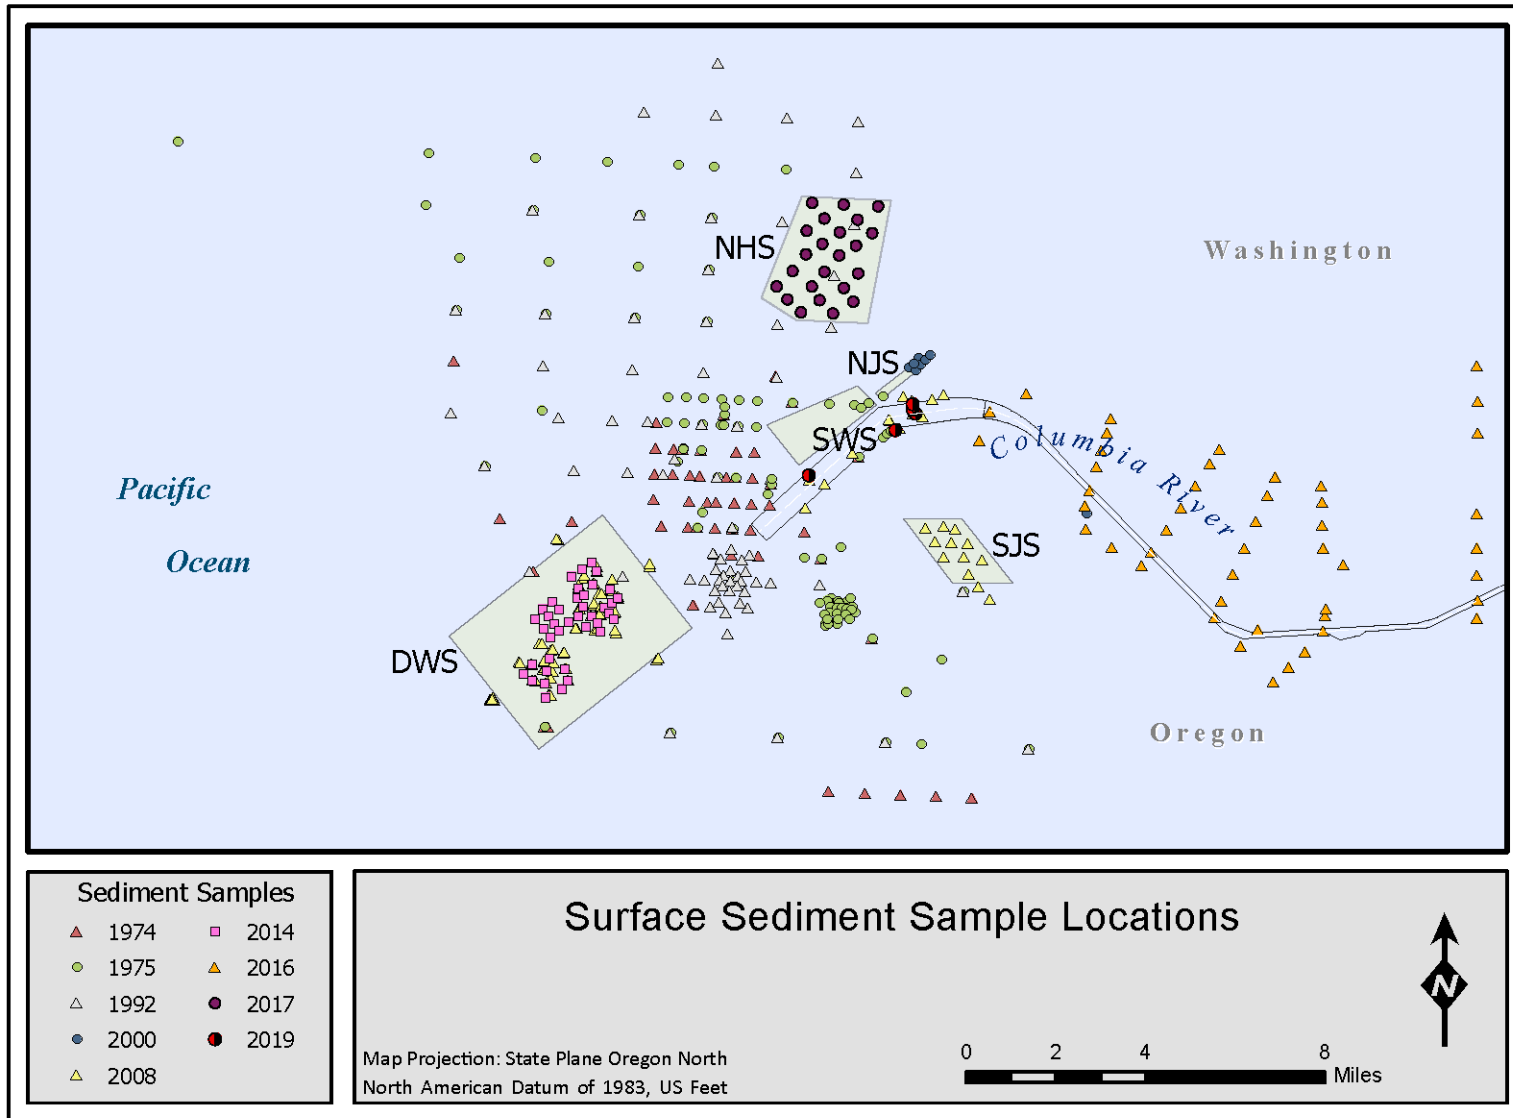 NHS
Washington
NJS
SWS
Columbia River
Pacific
Ocean
SJS
DWS
Oregon
Sediment Samples
1974
1975
1992
2000
2008
2014
2016
2017
2019
Surface Sediment Sample Locations
Map Projection: State Plane Oregon North
North American Datum of 1983, US Feet
0 2 4 8
Miles
N